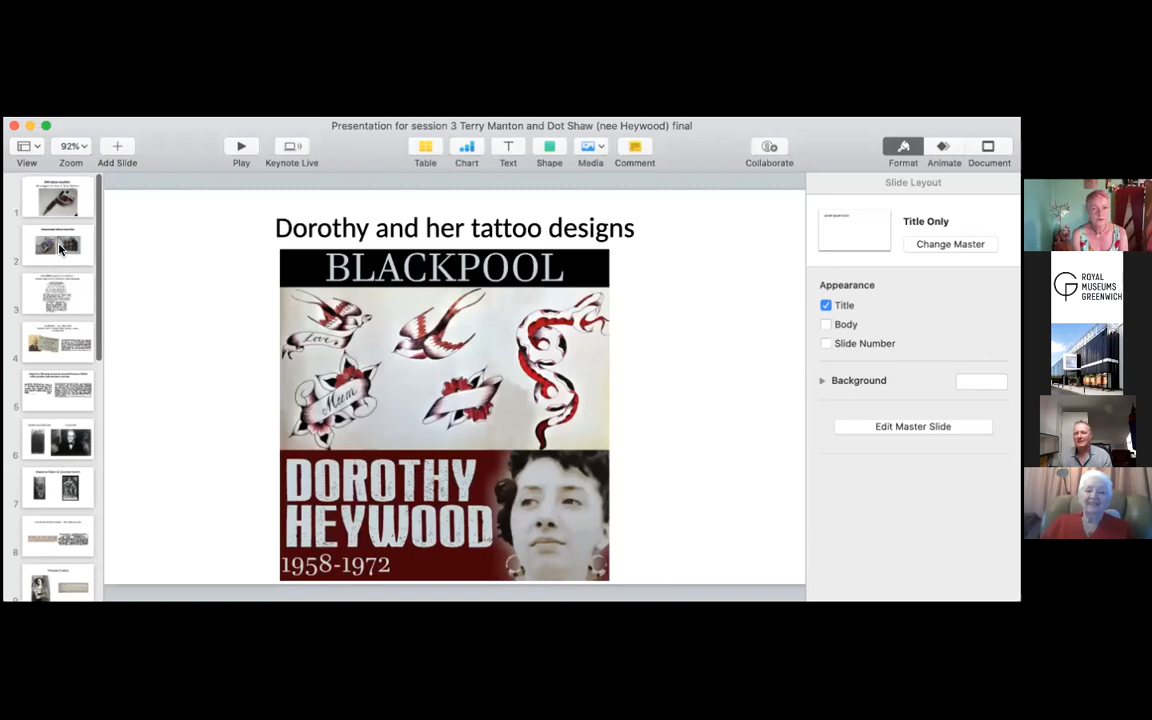 Presentation for session 3 Terry Manton and Dot Shaw (nee Heywood) final
92%
View Zoom Add Slide Play Keynote Live Table Chart Text Shape Media Comment Collaborate Format Animate Document
Slide Layout
Title Only
Change Master
Appearance
Title
Body
Slide Number
Background
Edit Master Slide
1
2
3
4
5
6
7
8
Dorothy and her tattoo designs
BLACKPOOL
Love
Mum
DOROTHY
HEYWOOD
1958-1972
ROYAL
MUSEUMS
GREENWICH